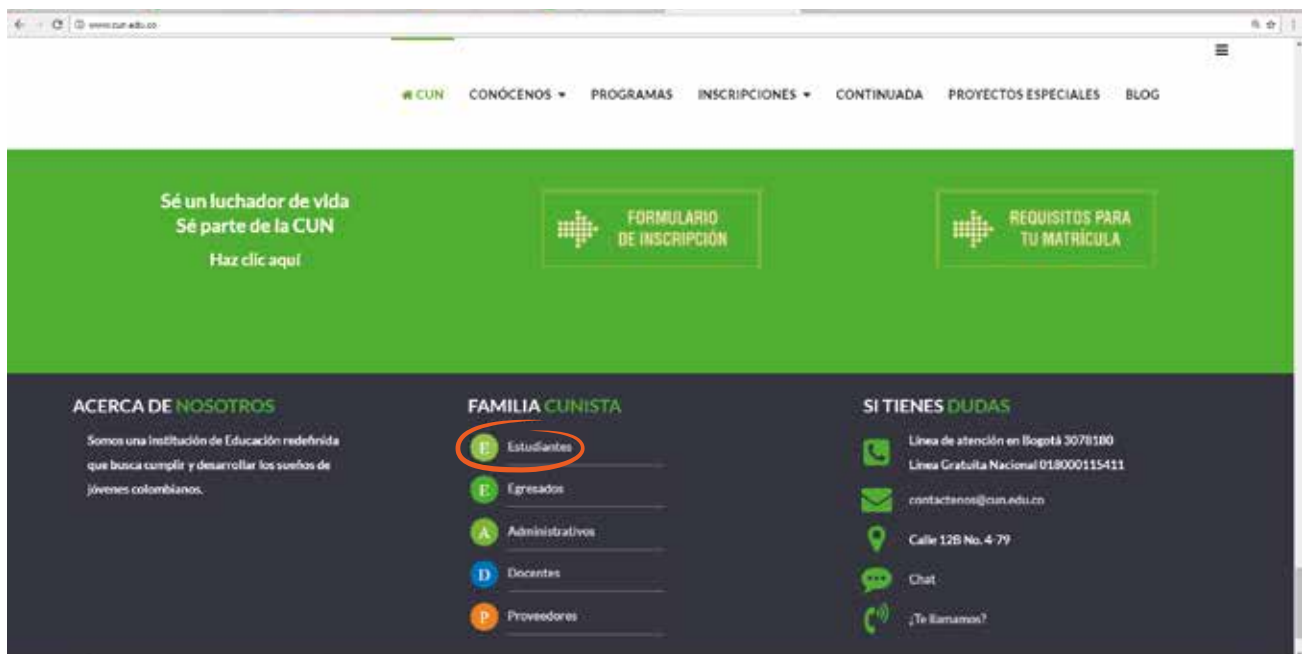 www.cun.edu.co
CUN CONÓCENOS PROGRAMAS INSCRIPCIONES CONTINUADA PROYECTOS ESPECIALES BLOG
Sé un luchador de vida
Sé parte de la CUN
Haz clic aquí
FORMULARIO
DE INSCRIPCIÓN
REQUISITOS PARA
TU MATRÍCULA
ACERCA DE NOSOTROS
Somos una Institución de Educación redefinida
que busca cumplir y desarrollar los sueños de
jóvenes colombianos.
FAMILIA CUNISTA
E Estudiantes
E Egresados
A Administrativos
D Docentes
P Proveedores
SI TIENES DUDAS
Línea de atención en Bogotá 3078180
Línea Gratuita Nacional 018000115411
contactenos@cun.edu.co
Calle 12B No. 4-79
Chat
¿Te llamamos?